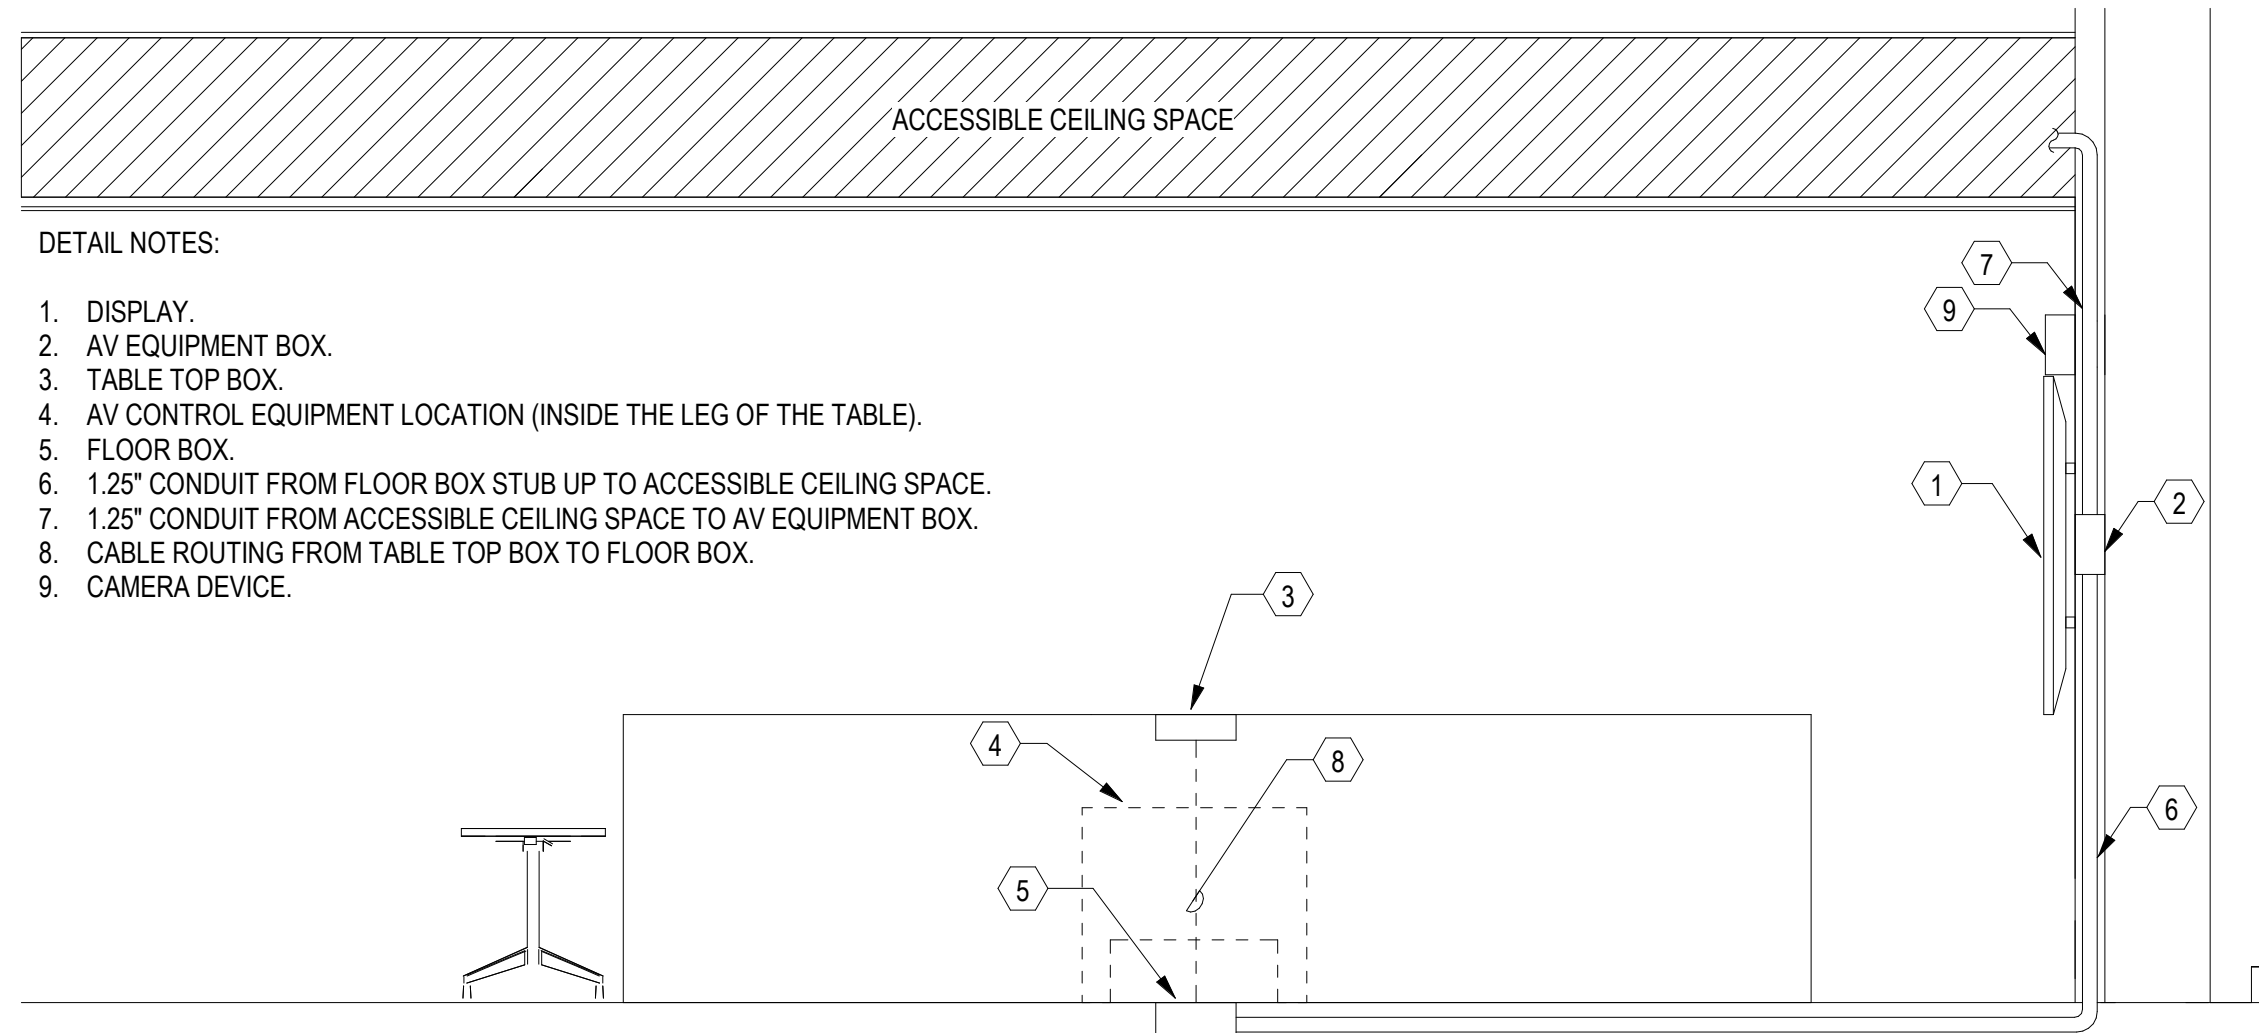 ACCESSIBLE CEILING SPACE
DETAIL NOTES:
1. DISPLAY.
2. AV EQUIPMENT BOX.
3. TABLE TOP BOX.
4. AV CONTROL EQUIPMENT LOCATION (INSIDE THE LEG OF THE TABLE).
5. FLOOR BOX.
6. 1.25" CONDUIT FROM FLOOR BOX STUB UP TO ACCESSIBLE CEILING SPACE.
7. 1.25" CONDUIT FROM ACCESSIBLE CEILING SPACE TO AV EQUIPMENT BOX.
8. CABLE ROUTING FROM TABLE TOP BOX TO FLOOR BOX.
9. CAMERA DEVICE.
7
9
1
2
3
4
8
6
5